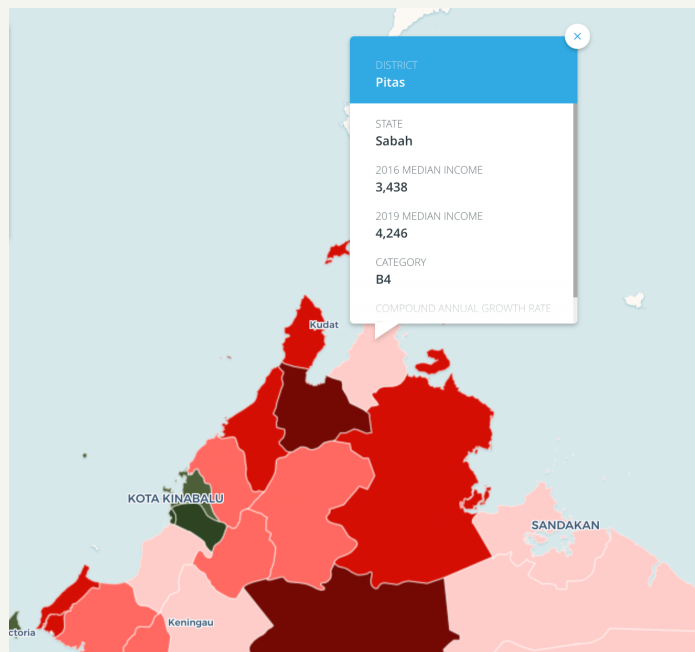 DISTRICT
Pitas
STATE
Sabah
2016 MEDIAN INCOME
3,438
2019 MEDIAN INCOME
4,246
CATEGORY
B4
COMPOUND ANNUAL GROWTH RATE
Kudat
KOTA KINABALU
SANDAKAN
Keningau
ctoria